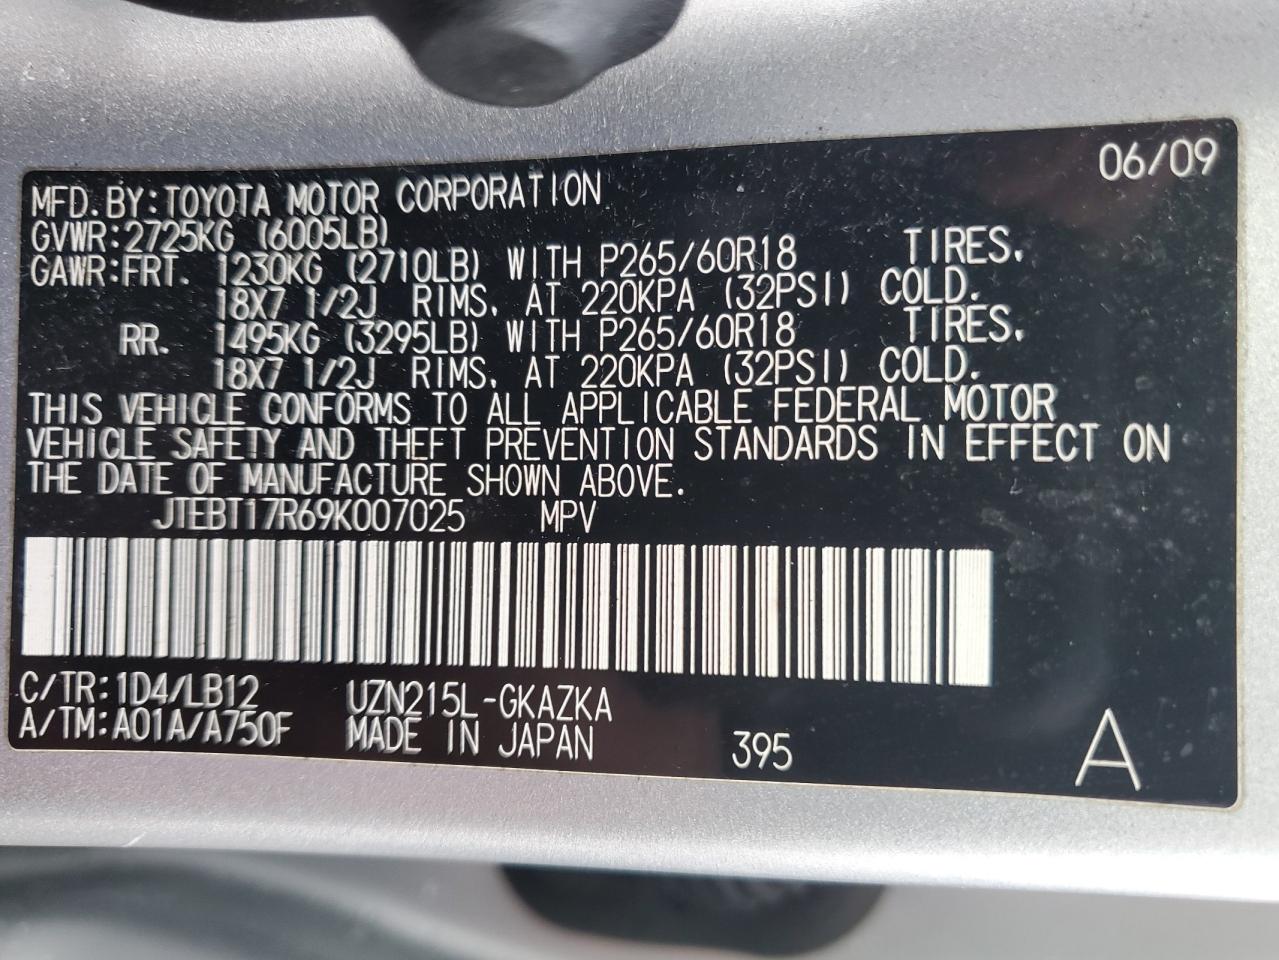 06/09
MFD. BY: TOYOTA MOTOR CORPORATION
GVWR: 2725KG (6005LB)
GAWR: FRT. 1230KG (2710LB) WITH P265/60R18 TIRES.
18X7 1/2J RIMS. AT 220KPA (32PSI) COLD.
RR. 1495KG (3295LB) WITH P265/60R18 TIRES.
18X7 1/2J RIMS. AT 220KPA (32PSI) COLD.
THIS VEHICLE CONFORMS TO ALL APPLICABLE FEDERAL MOTOR
VEHICLE SAFETY AND THEFT PREVENTION STANDARDS IN EFFECT ON
THE DATE OF MANUFACTURE SHOWN ABOVE.
JTEBT17R69K007025 MPV
C/TR: 1D4/LB12 UZN215L-GKAZKA
A/TM: A01A/A750F MADE IN JAPAN 395 A